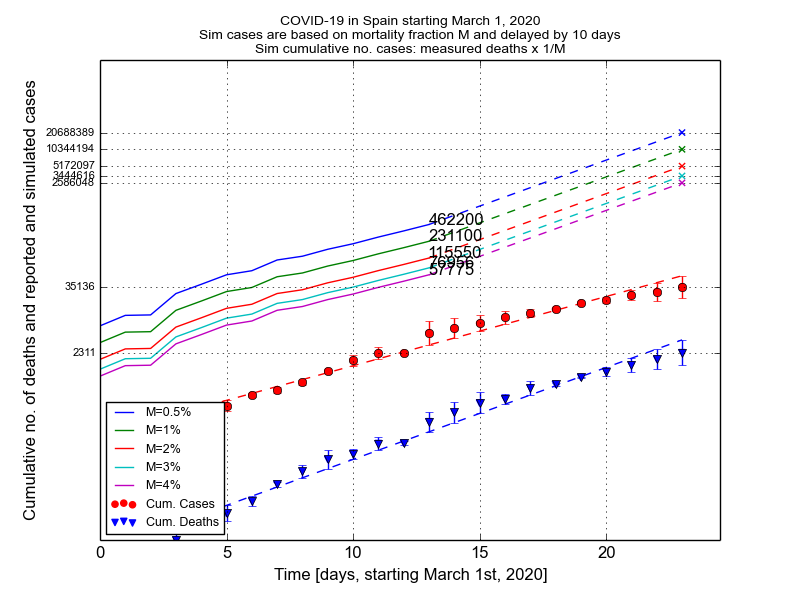 COVID-19 in Spain starting March 1, 2020
Sim cases are based on mortality fraction M and delayed by 10 days
Sim cumulative no. cases: measured deaths x 1/M
Cumulative no. of deaths and reported and simulated cases
20688389
10344194
5172097
3444616
2586048
35136
2311
462200
231100
115550
76956
57775
M=0.5%
M=1%
M=2%
M=3%
M=4%
Cum. Cases
Cum. Deaths
0
5
10
15
20
Time [days, starting March 1st, 2020]